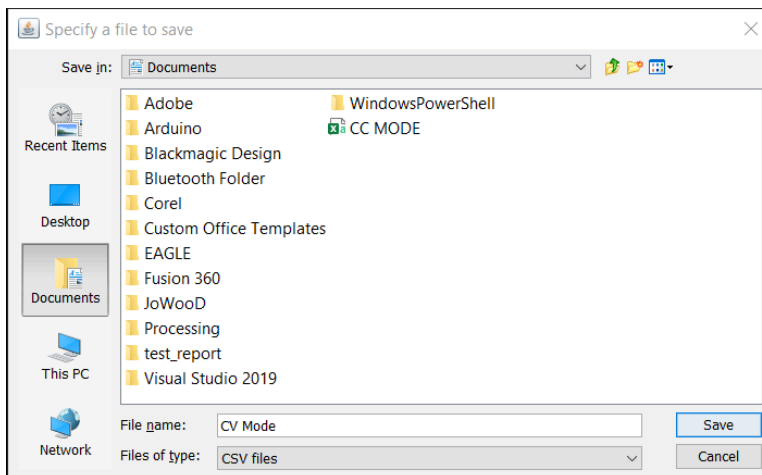 Specify a file to save
Save in:
Documents
Recent Items
Desktop
Documents
This PC
Network
Adobe
Arduino
Blackmagic Design
Bluetooth Folder
Corel
Custom Office Templates
EAGLE
Fusion 360
JoWooD
Processing
test_report
Visual Studio 2019
WindowsPowerShell
CC MODE
File name:
CV Mode
Save
Files of type:
CSV files
Cancel